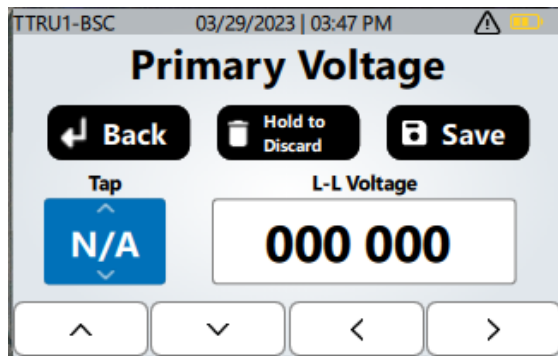 TTRU1-BSC 03/29/2023 | 03:47 PM
Primary Voltage
Back
Hold to
Discard
Save
Tap
L-L Voltage
N/A
000 000